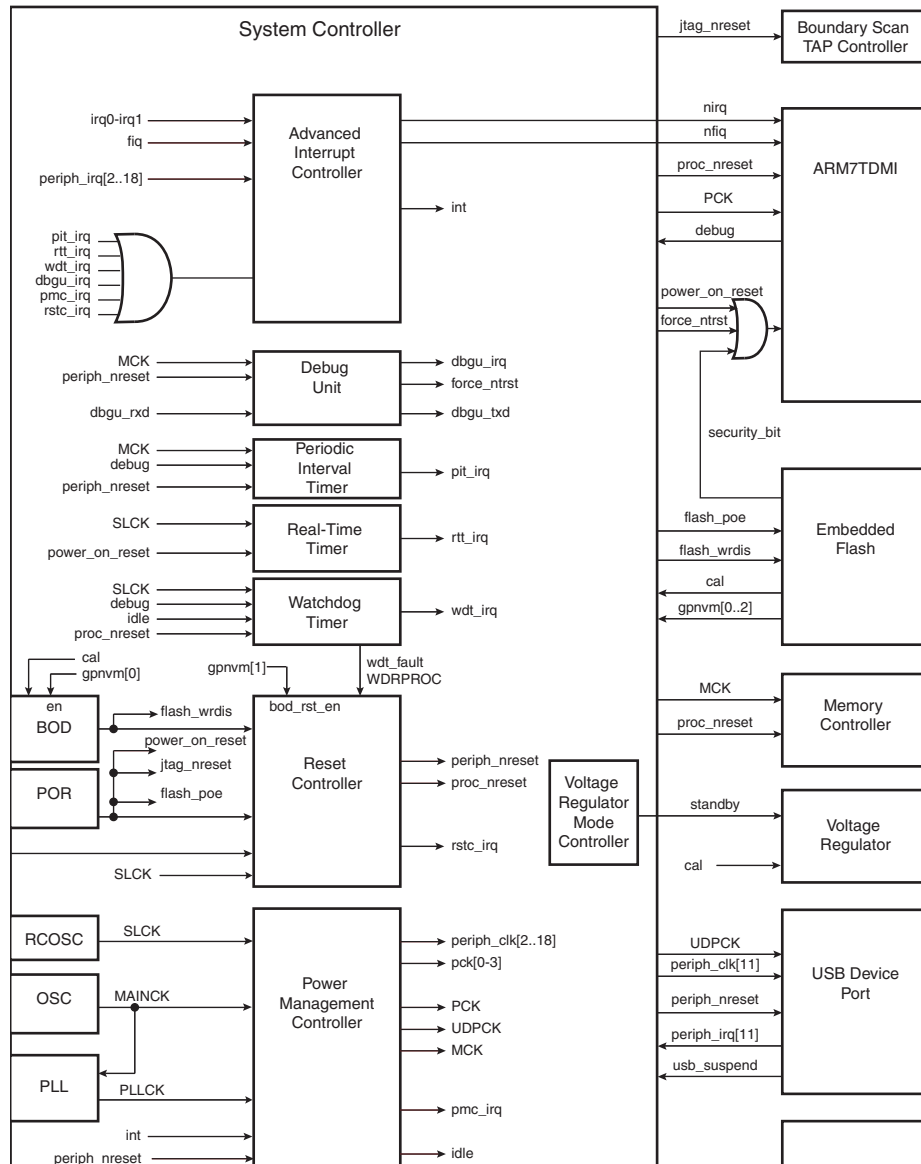 System Controller
jtag_nreset
Boundary Scan
TAP Controller
irq0-irq1
fiq
periph_irq[2..18]
Advanced
Interrupt
Controller
int
nirq
nfiq
proc_nreset
PCK
debug
ARM7TDMI
pit_irq
rtt_irq
wdt_irq
dbgu_irq
pmc_irq
rstc_irq
power_on_reset
force_ntrst
security_bit
MCK
periph_nreset
dbgu_rxd
Debug
Unit
dbgu_irq
force_ntrst
dbgu_txd
MCK
debug
periph_nreset
Periodic
Interval
Timer
pit_irq
SLCK
power_on_reset
Real-Time
Timer
rtt_irq
flash_poe
flash_wrdis
cal
gpnvm[0..2]
Embedded
Flash
SLCK
debug
idle
proc_nreset
Watchdog
Timer
wdt_irq
cal
gpnvm[0]
gpnvm[1]
wdt_fault
WDRPROC
en
BOD
flash_wrdis
power_on_reset
jtag_nreset
flash_poe
POR
bod_rst_en
Reset
Controller
periph_nreset
proc_nreset
rstc_irq
SLCK
MCK
proc_nreset
Memory
Controller
Voltage
Regulator
Mode
Controller
standby
cal
Voltage
Regulator
RCOSC
SLCK
OSC
MAINCK
PLL
PLLCK
int
periph_nreset
Power
Management
Controller
periph_clk[2..18]
pck[0-3]
PCK
UDPCK
MCK
pmc_irq
idle
UDPCK
periph_clk[11]
periph_nreset
periph_irq[11]
usb_suspend
USB Device
Port